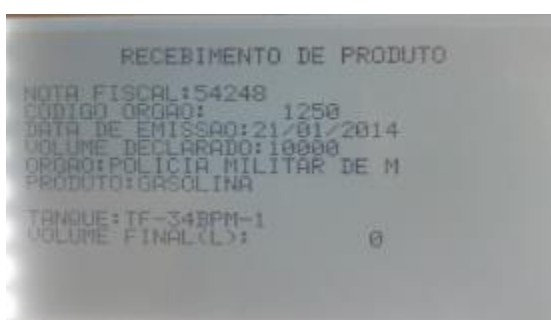 RECEBIMENTO DE PRODUTO
NOTA FISCAL:54248
CODIGO ORGAO: 1250
DATA DE EMISSAO:21/01/2014
VOLUME DECLARADO:10000
ORGAO:POLICIA MILITAR DE M
PRODUTO:GASOLINA
TANQUE:TF-34BPM-1
VOLUME FINAL(L): 0